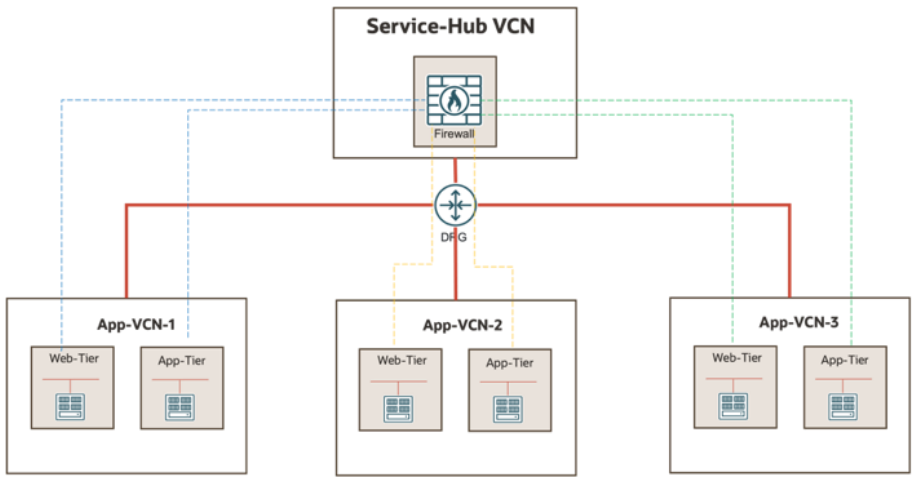 Service-Hub VCN
Firewall
DRG
App-VCN-1
Web-Tier
App-Tier
App-VCN-2
Web-Tier
App-Tier
App-VCN-3
Web-Tier
App-Tier